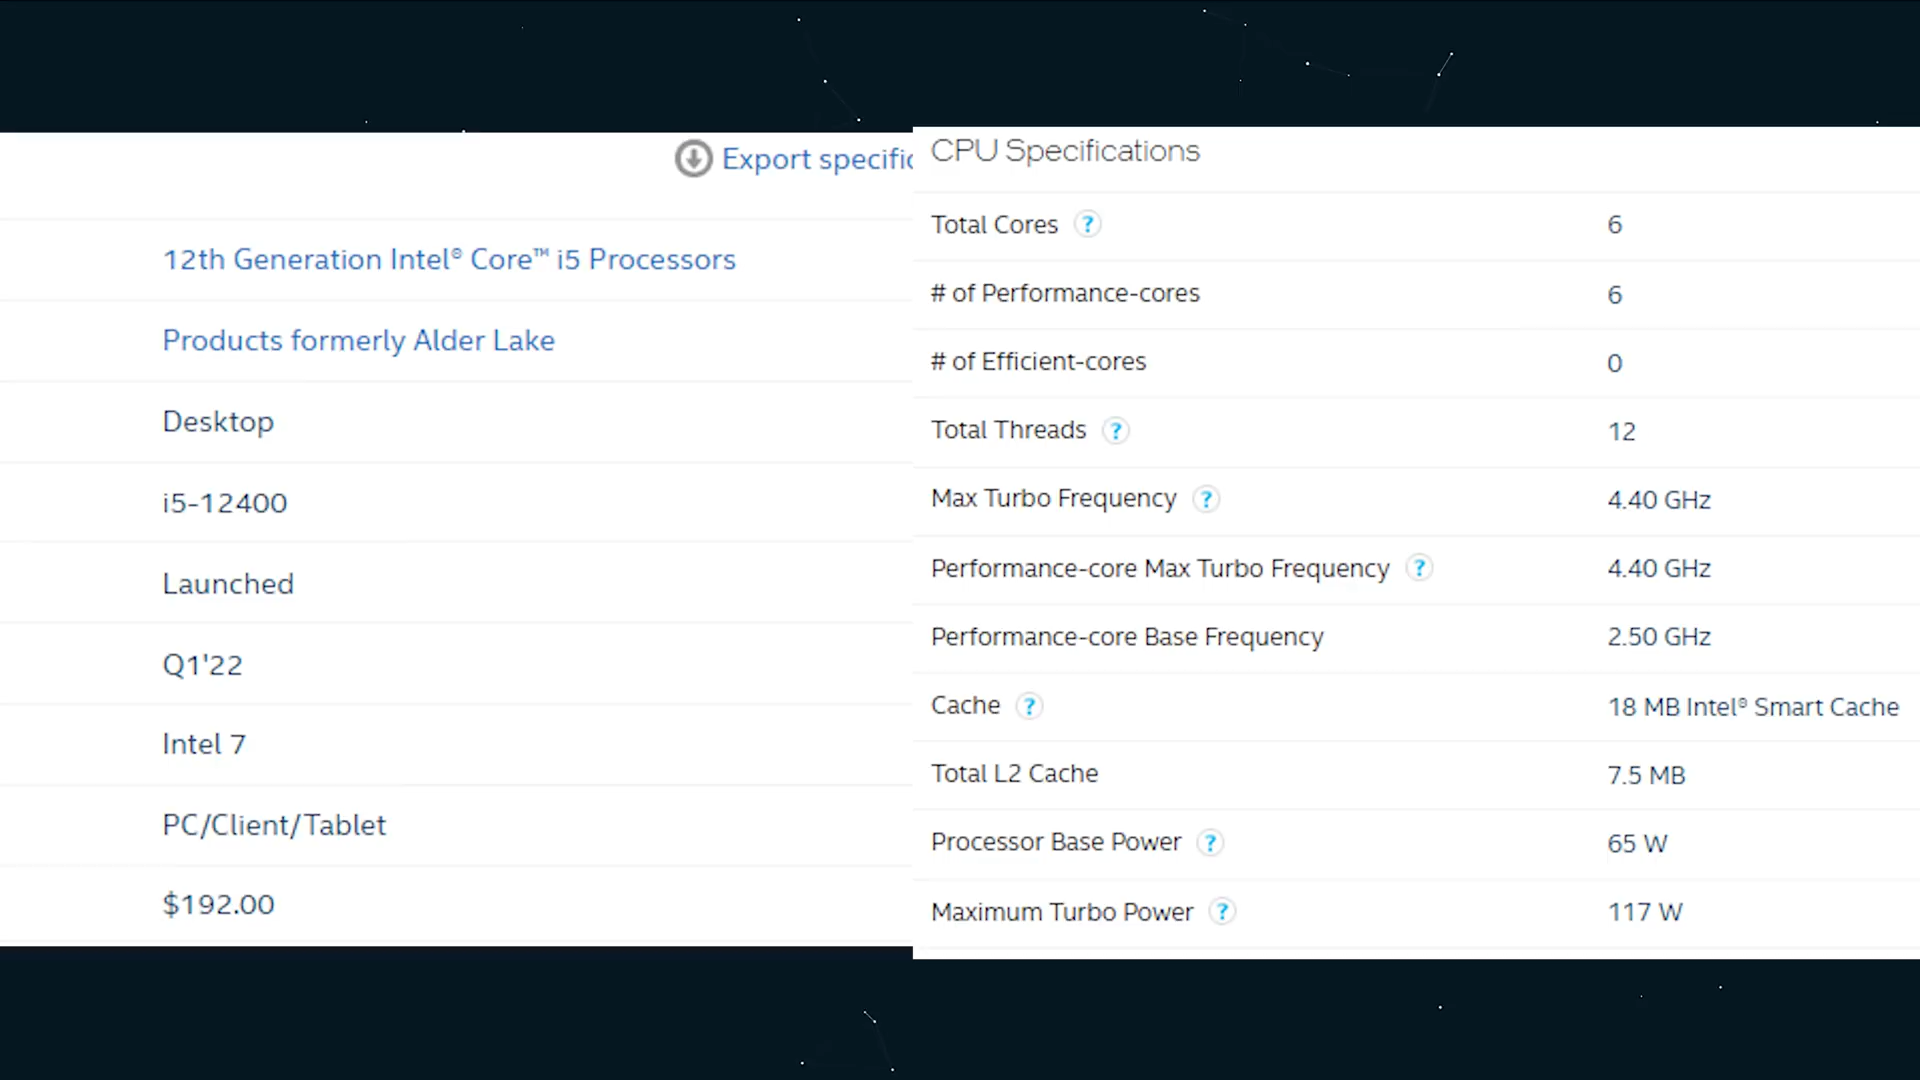 Export specific
12th Generation Intel® Core™ i5 Processors
Products formerly Alder Lake
Desktop
i5-12400
Launched
Q1'22
Intel 7
PC/Client/Tablet
$192.00
CPU Specifications
Total Cores ? 6
# of Performance-cores 6
# of Efficient-cores 0
Total Threads ? 12
Max Turbo Frequency ? 4.40 GHz
Performance-core Max Turbo Frequency ? 4.40 GHz
Performance-core Base Frequency 2.50 GHz
Cache ? 18 MB Intel® Smart Cache
Total L2 Cache 7.5 MB
Processor Base Power ? 65 W
Maximum Turbo Power ? 117 W